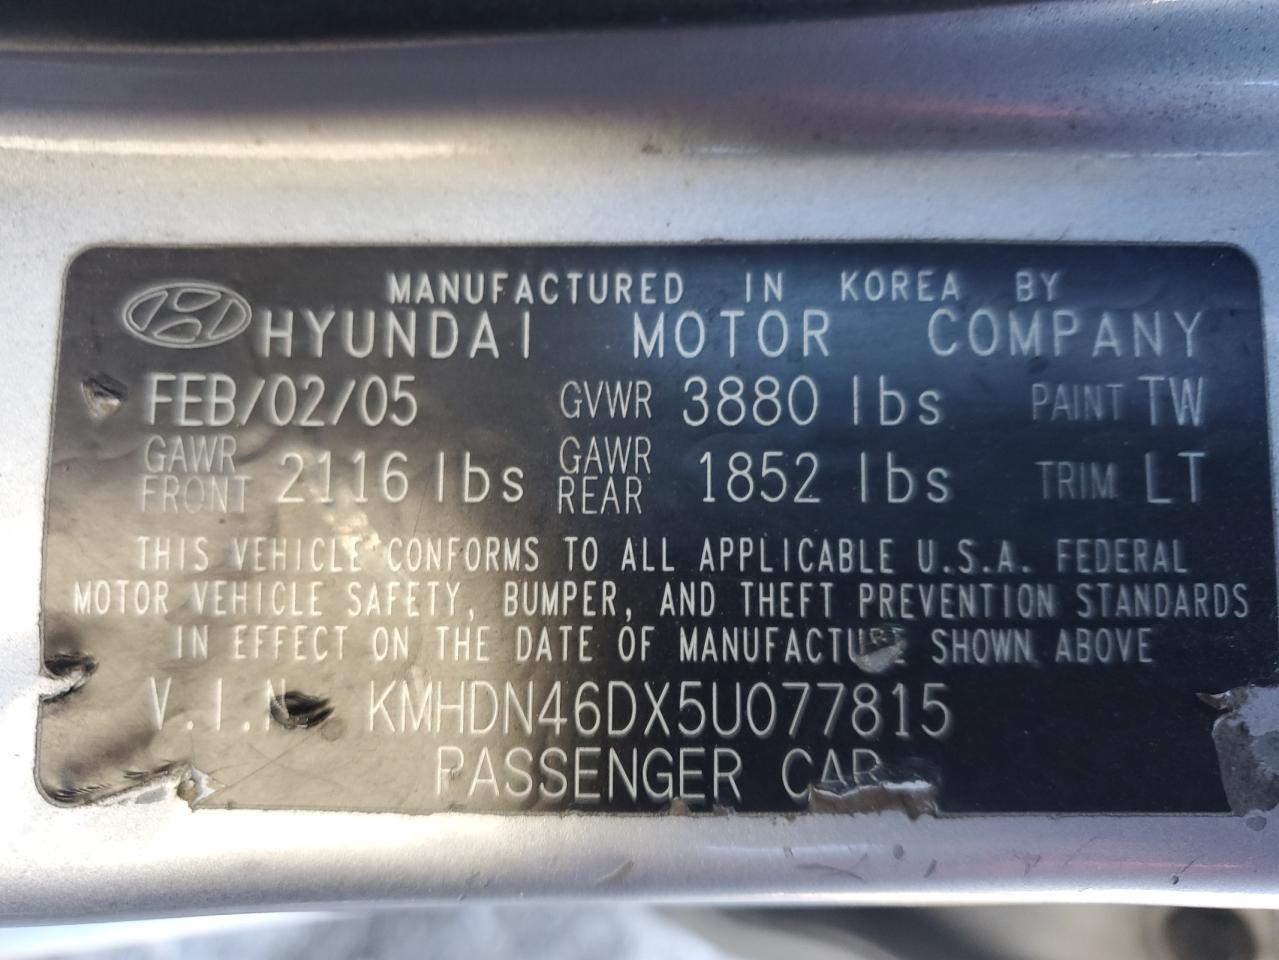 MANUFACTURED IN KOREA BY
HYUNDAI MOTOR COMPANY
FEB/02/05 GVWR 3880 lbs PAINT TW
GAWR FRONT 2116 lbs GAWR REAR 1852 lbs TRIM LT
THIS VEHICLE CONFORMS TO ALL APPLICABLE U.S.A. FEDERAL
MOTOR VEHICLE SAFETY, BUMPER, AND THEFT PREVENTION STANDARDS
IN EFFECT ON THE DATE OF MANUFACTURE SHOWN ABOVE
V.I.N KMHDN46DX5U077815
PASSENGER CAR